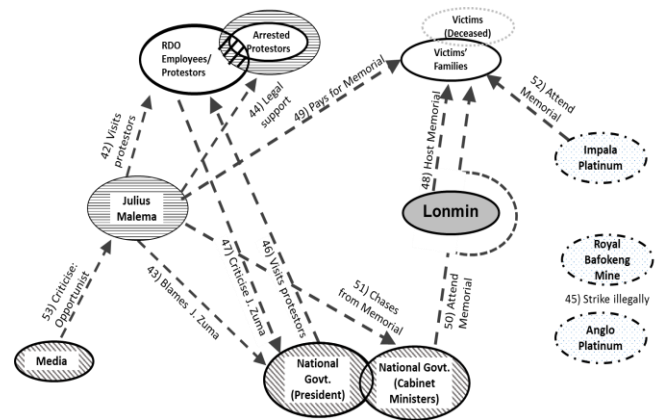 Victims
(Deceased)
Arrested
Protestors
RDO
Employees/
Protestors
Victims'
Families
42) Visits
protestors
44) Legal
support
49) Pays for Memorial
52) Attend
Memorial
Impala
Platinum
48) Host Memorial
Julius
Malema
Lonmin
Royal
Bafokeng
Mine
45) Strike illegally
Anglo
Platinum
53) Criticise:
Opportunist
43) Blames J. Zuma
47) Criticise J. Zuma
46) Visits protestors
51) Chases
from Memorial
50) Attend
Memorial
Media
National
Govt.
(President)
National Govt.
(Cabinet
Ministers)